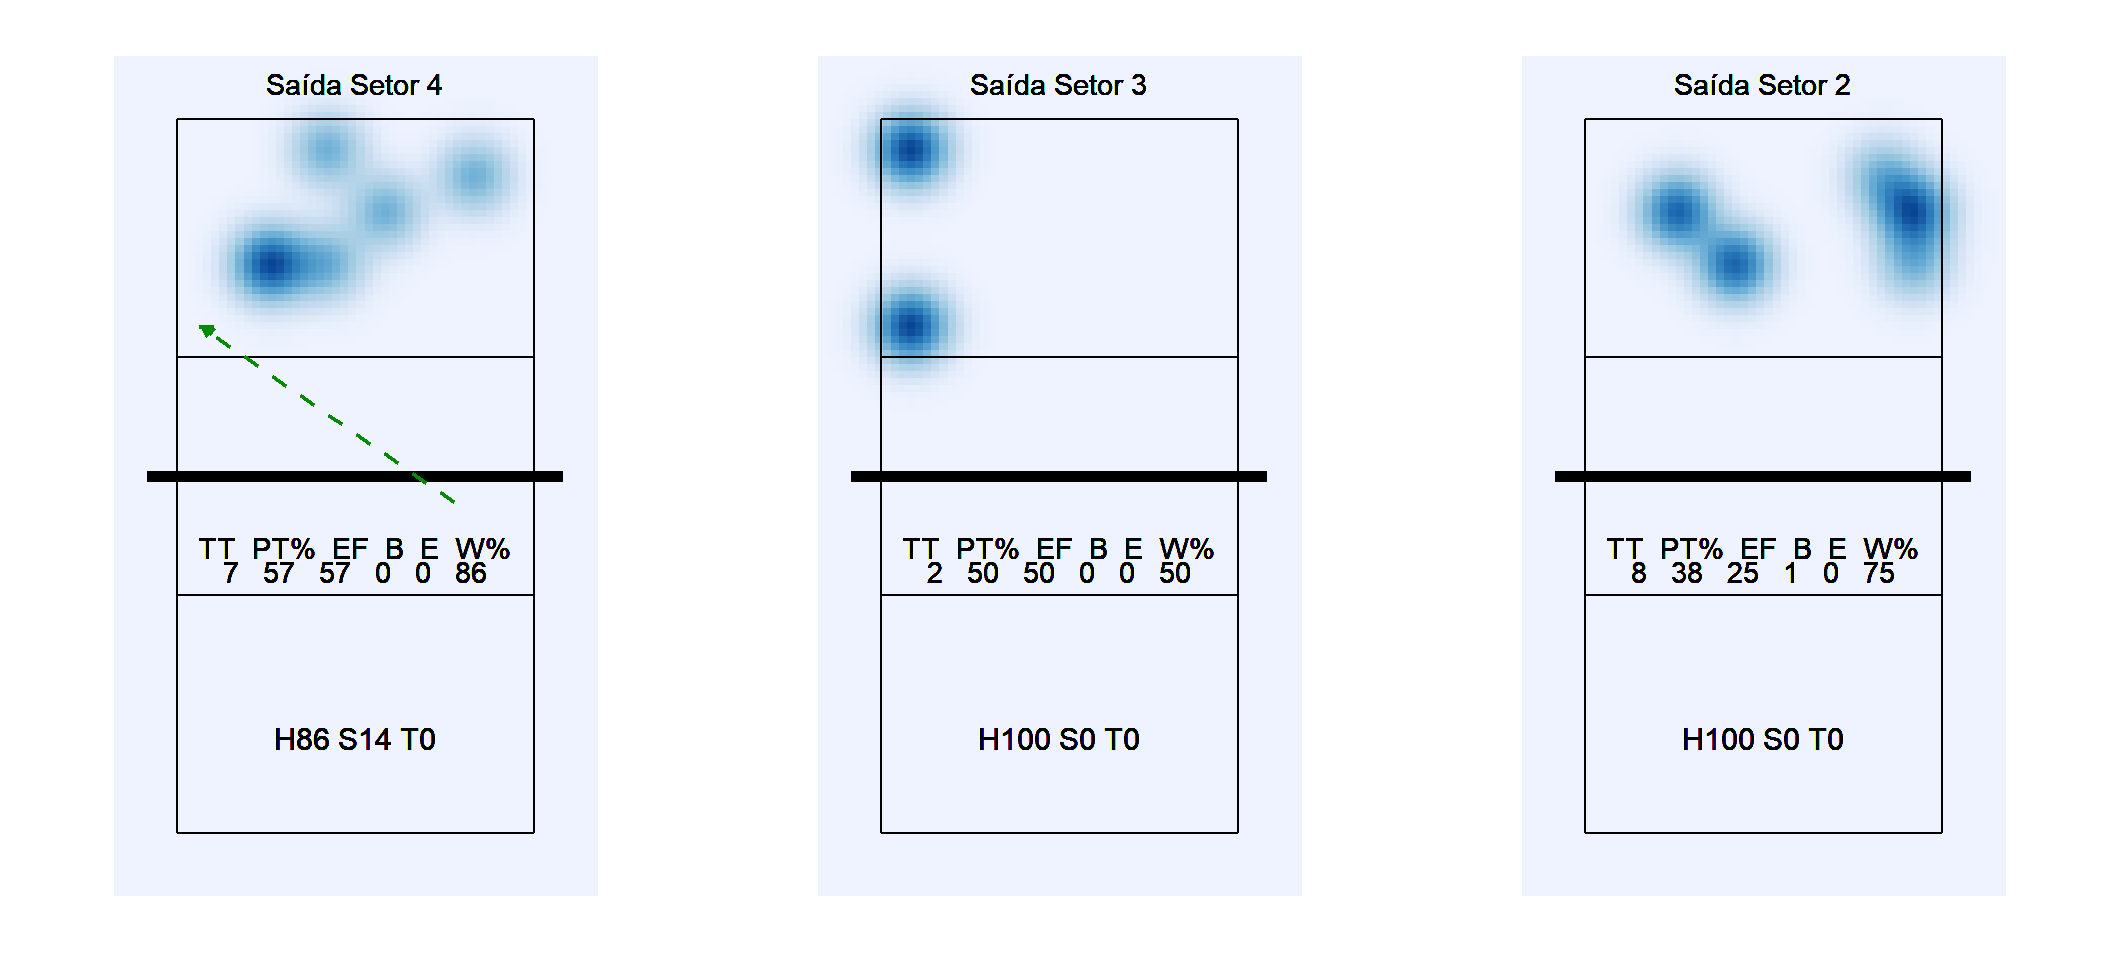 Saída Setor 4
TT PT% EF B E W%
7 57 57 0 0 86
H86 S14 T0
Saída Setor 3
TT PT% EF B E W%
2 50 50 0 0 50
H100 S0 T0
Saída Setor 2
TT PT% EF B E W%
8 38 25 1 0 75
H100 S0 T0